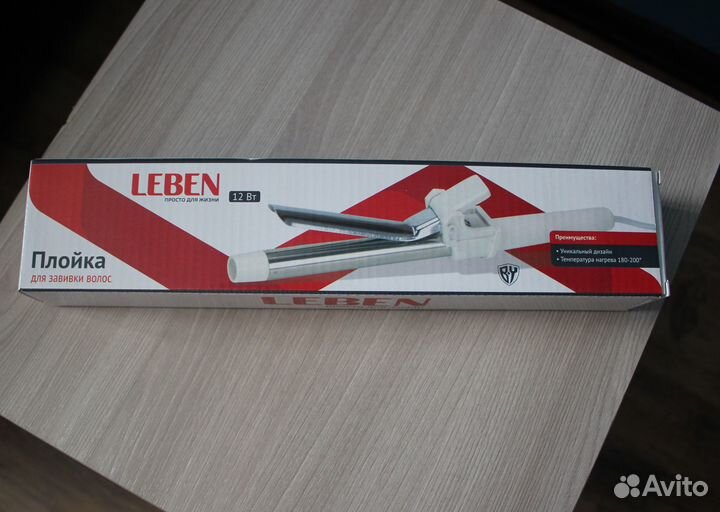 LEBEN
ПРОСТО ДЛЯ ЖИЗНИ
12 Вт
Плойка
ДЛЯ ЗАВИВКИ ВОЛОС
Преимущества:
• Уникальный дизайн
• Температура нагрева 180-200°
BY
LEBEN
Avito